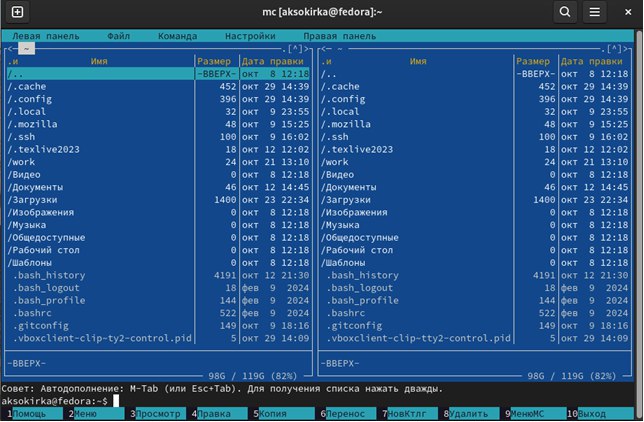 mc [aksokirka@fedora]:~
Левая панель Файл Команда Настройки Правая панель
<- ~ .[^]> <- ~ .[^]>
.и Имя Размер Дата правки .и Имя Размер Дата правки
/.. -ВВЕРХ- окт 8 12:18 /.. -ВВЕРХ- окт 8 12:18
/.cache 452 окт 29 14:39 /.cache 452 окт 29 14:39
/.config 396 окт 29 14:39 /.config 396 окт 29 14:39
/.local 32 окт 9 23:55 /.local 32 окт 9 23:55
/.mozilla 48 окт 9 15:25 /.mozilla 48 окт 9 15:25
/.ssh 100 окт 9 16:02 /.ssh 100 окт 9 16:02
/.texlive2023 18 окт 12 12:02 /.texlive2023 18 окт 12 12:02
/work 24 окт 21 13:10 /work 24 окт 21 13:10
/Видео 0 окт 8 12:18 /Видео 0 окт 8 12:18
/Документы 46 окт 12 14:45 /Документы 46 окт 12 14:45
/Загрузки 1400 окт 23 22:34 /Загрузки 1400 окт 23 22:34
/Изображения 0 окт 8 12:18 /Изображения 0 окт 8 12:18
/Музыка 0 окт 8 12:18 /Музыка 0 окт 8 12:18
/Общедоступные 0 окт 8 12:18 /Общедоступные 0 окт 8 12:18
/Рабочий стол 0 окт 8 12:18 /Рабочий стол 0 окт 8 12:18
/Шаблоны 0 окт 8 12:18 /Шаблоны 0 окт 8 12:18
.bash_history 4191 окт 12 21:30 .bash_history 4191 окт 12 21:30
.bash_logout 18 фев 9 2024 .bash_logout 18 фев 9 2024
.bash_profile 144 фев 9 2024 .bash_profile 144 фев 9 2024
.bashrc 522 фев 9 2024 .bashrc 522 фев 9 2024
.gitconfig 149 окт 9 18:16 .gitconfig 149 окт 9 18:16
.vboxclient-clip~ty2-control.pid 5 окт 29 14:09 .vboxclient-clip~tty2-control.pid 5 окт 29 14:09
-ВВЕРХ- -ВВЕРХ-
98G / 119G (82%) 98G / 119G (82%)
Совет: Автодополнение: M-Tab (или Esc+Tab). Для получения списка нажать дважды.
aksokirka@fedora:~$
1Помощь 2Меню 3Просмотр 4Правка 5Копия 6Перенос 7НовКтлг 8Удалить 9МенюMC 10Выход